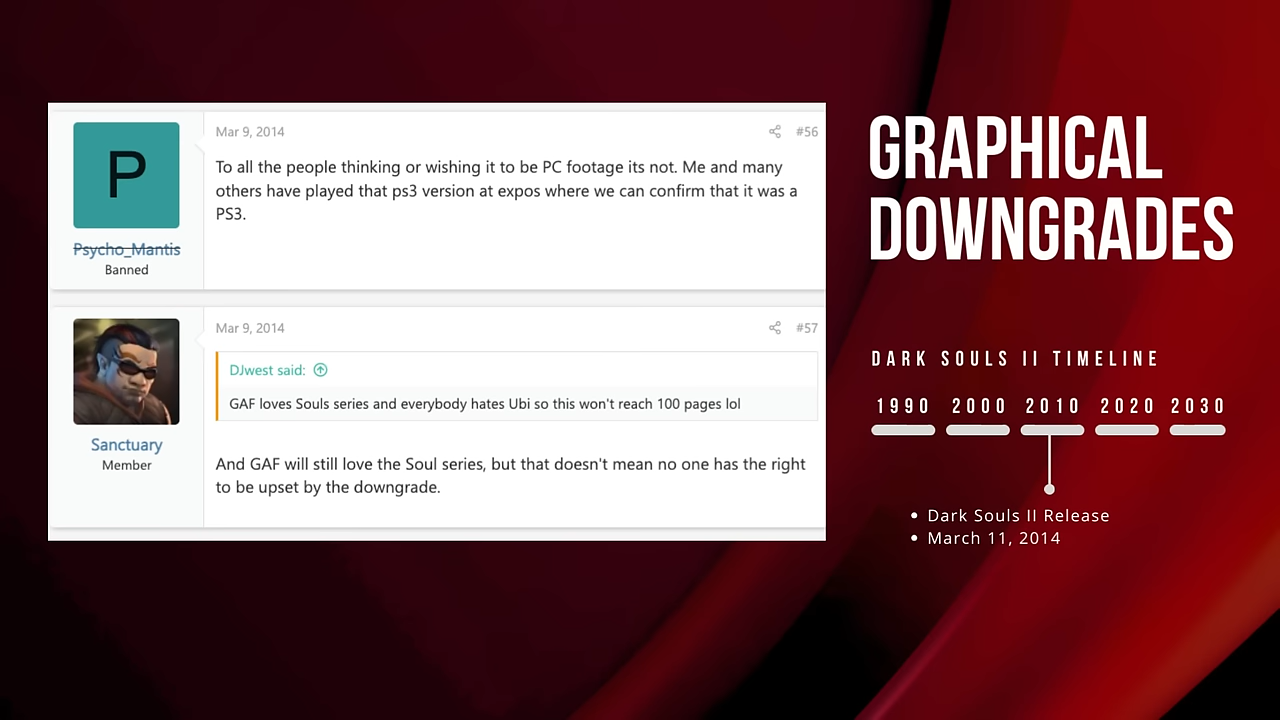 P
Psycho_Mantis
Banned
Mar 9, 2014
#56
To all the people thinking or wishing it to be PC footage its not. Me and many
others have played that ps3 version at expos where we can confirm that it was a
PS3.
Sanctuary
Member
Mar 9, 2014
#57
DJwest said:
GAF loves Souls series and everybody hates Ubi so this won't reach 100 pages lol
And GAF will still love the Soul series, but that doesn't mean no one has the right
to be upset by the downgrade.
GRAPHICAL
DOWNGRADES
DARK SOULS II TIMELINE
1990 2000 2010 2020 2030
• Dark Souls II Release
• March 11, 2014